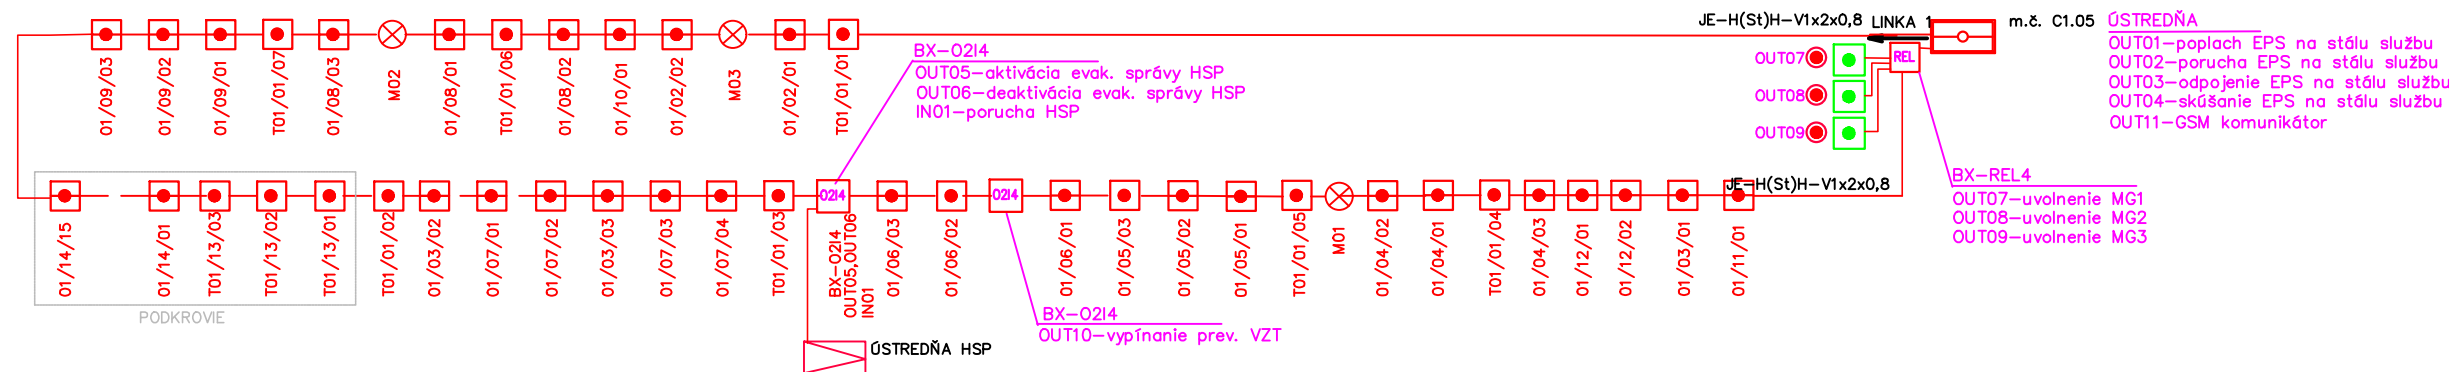 JE-H(St)H-V1x2x0,8
LINKA 1
m.č. C1.05
ÚSTREDŇA
OUT01-poplach EPS na stálu službu
OUT02-porucha EPS na stálu službu
OUT03-odpojenie EPS na stálu službu
OUT04-skúšanie EPS na stálu službu
OUT11-GSM komunikátor
01/09/03
01/09/02
01/09/01
T01/01/07
01/08/03
M02
01/08/01
T01/01/06
01/08/02
01/10/01
01/02/02
M03
01/02/01
T01/01/01
BX-O2I4
OUT05-aktivácia evak. správy HSP
OUT06-deaktivácia evak. správy HSP
IN01-porucha HSP
OUT07
OUT08
OUT09
REL
BX-REL4
OUT07-uvolnenie MG1
OUT08-uvolnenie MG2
OUT09-uvolnenie MG3
JE-H(St)H-V1x2x0,8
O2I4
O2I4
01/14/15
01/14/01
T01/13/03
T01/13/02
T01/13/01
T01/01/02
01/03/02
01/07/01
01/07/02
01/03/03
01/07/03
01/07/04
T01/01/03
BX-O2I4
OUT05,OUT06
IN01
01/06/03
01/06/02
01/06/01
01/05/03
01/05/02
01/05/01
T01/01/05
M01
01/04/02
01/04/01
T01/01/04
01/04/03
01/12/01
01/12/02
01/03/01
01/11/01
PODKROVIE
BX-O2I4
OUT10-vypínanie prev. VZT
ÚSTREDŇA HSP